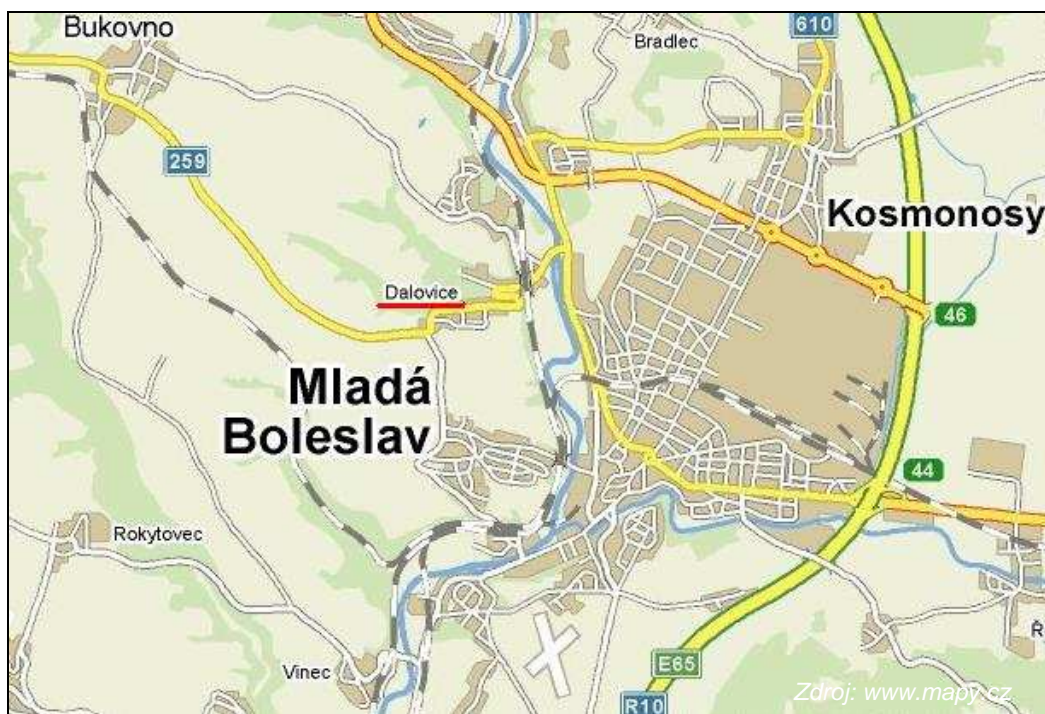 Bukovno
610
Bradlec
259
Kosmonosy
Dalovice
46
Mladá
Boleslav
44
Rokytovec
Ř
Vinec
E65
R10
Zdroj: www.mapy.cz